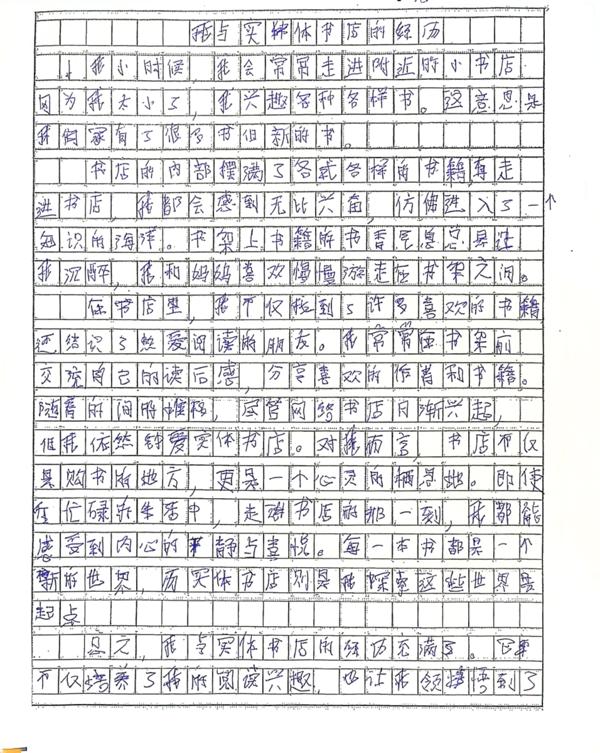 我与实体书店的经历
我小时候，我会常常走进附近的小书店
因为我太小了，我兴趣各种各样书。这意思是
我们家有了很多书但新的书。
书店的内部摆满了各式各样的书籍，每走
进书店，我都会感到无比兴奋，仿佛进入了一个
知识的海洋。书架上书籍的书香气息总是让
我沉醉，我和妈妈喜欢慢慢游走在书架之间。
在书店里，我不仅找到了许多喜欢的书籍
还结识了热爱阅读的朋友。我常常在书架前
交流自己的读后感，分享喜欢的作者和书籍。
随着的间的推移，尽管网络书店日渐兴起，
但我依然钟爱实体书店。对我而言，书店不仅
是购书的地方，更是一个心灵的栖息地。即使
在忙碌的生活中，走进书店的那一刻，我都能
感受到内心的平静与喜悦。每一本书都是一个
新的世界，而实体书店则是我探索这些世界的
起点
总之，我与实体书店的经历充满了。它
不仅培养了我的阅读兴趣，也让我领悟到了